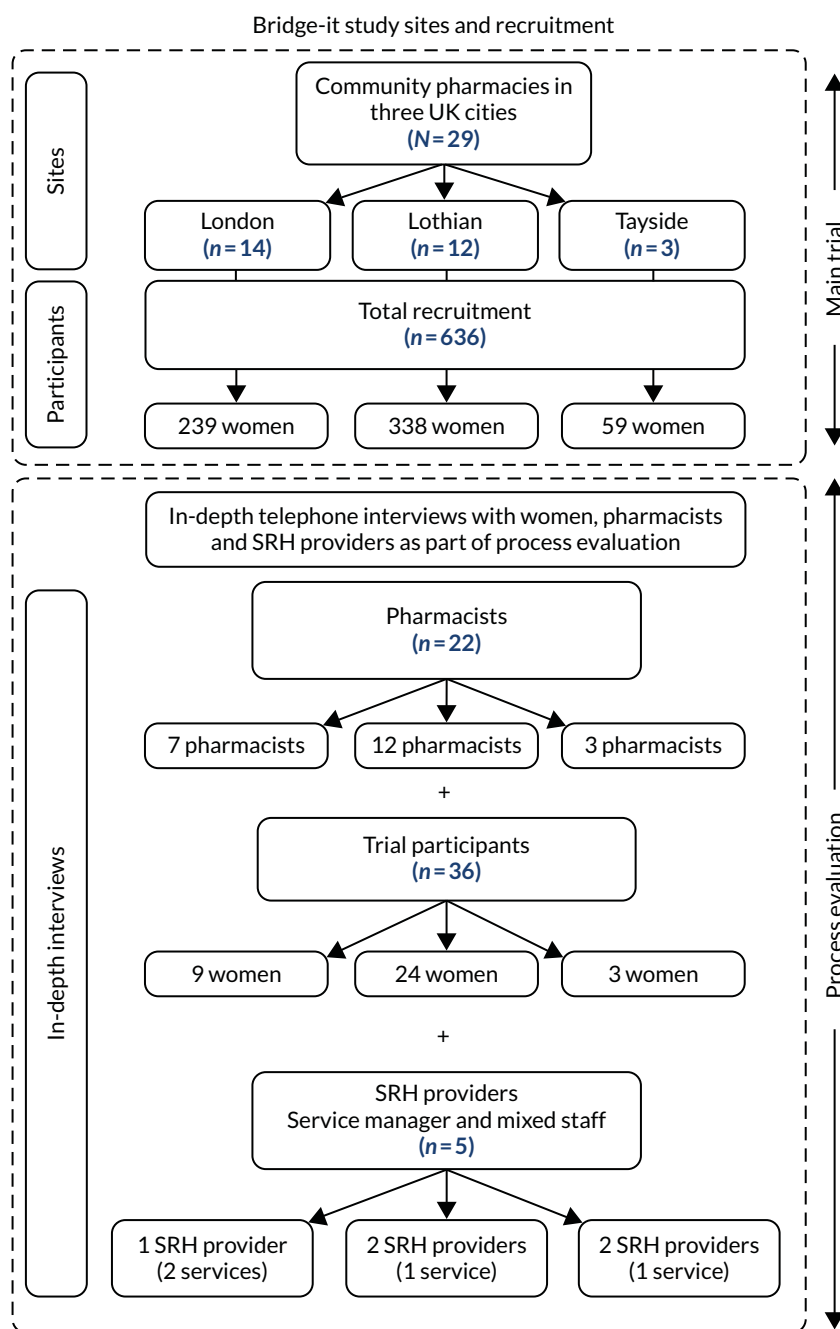 Bridge-it study sites and recruitment
Sites
Community pharmacies in
three UK cities
(N=29)
London
(n=14)
Lothian
(n=12)
Tayside
(n=3)
Main trial
Participants
Total recruitment
(n=636)
239 women
338 women
59 women
In-depth telephone interviews with women, pharmacists
and SRH providers as part of process evaluation
In-depth interviews
Pharmacists
(n=22)
7 pharmacists
12 pharmacists
3 pharmacists
+
Trial participants
(n=36)
9 women
24 women
3 women
+
Process evaluation
SRH providers
Service manager and mixed staff
(n=5)
1 SRH provider
(2 services)
2 SRH providers
(1 service)
2 SRH providers
(1 service)